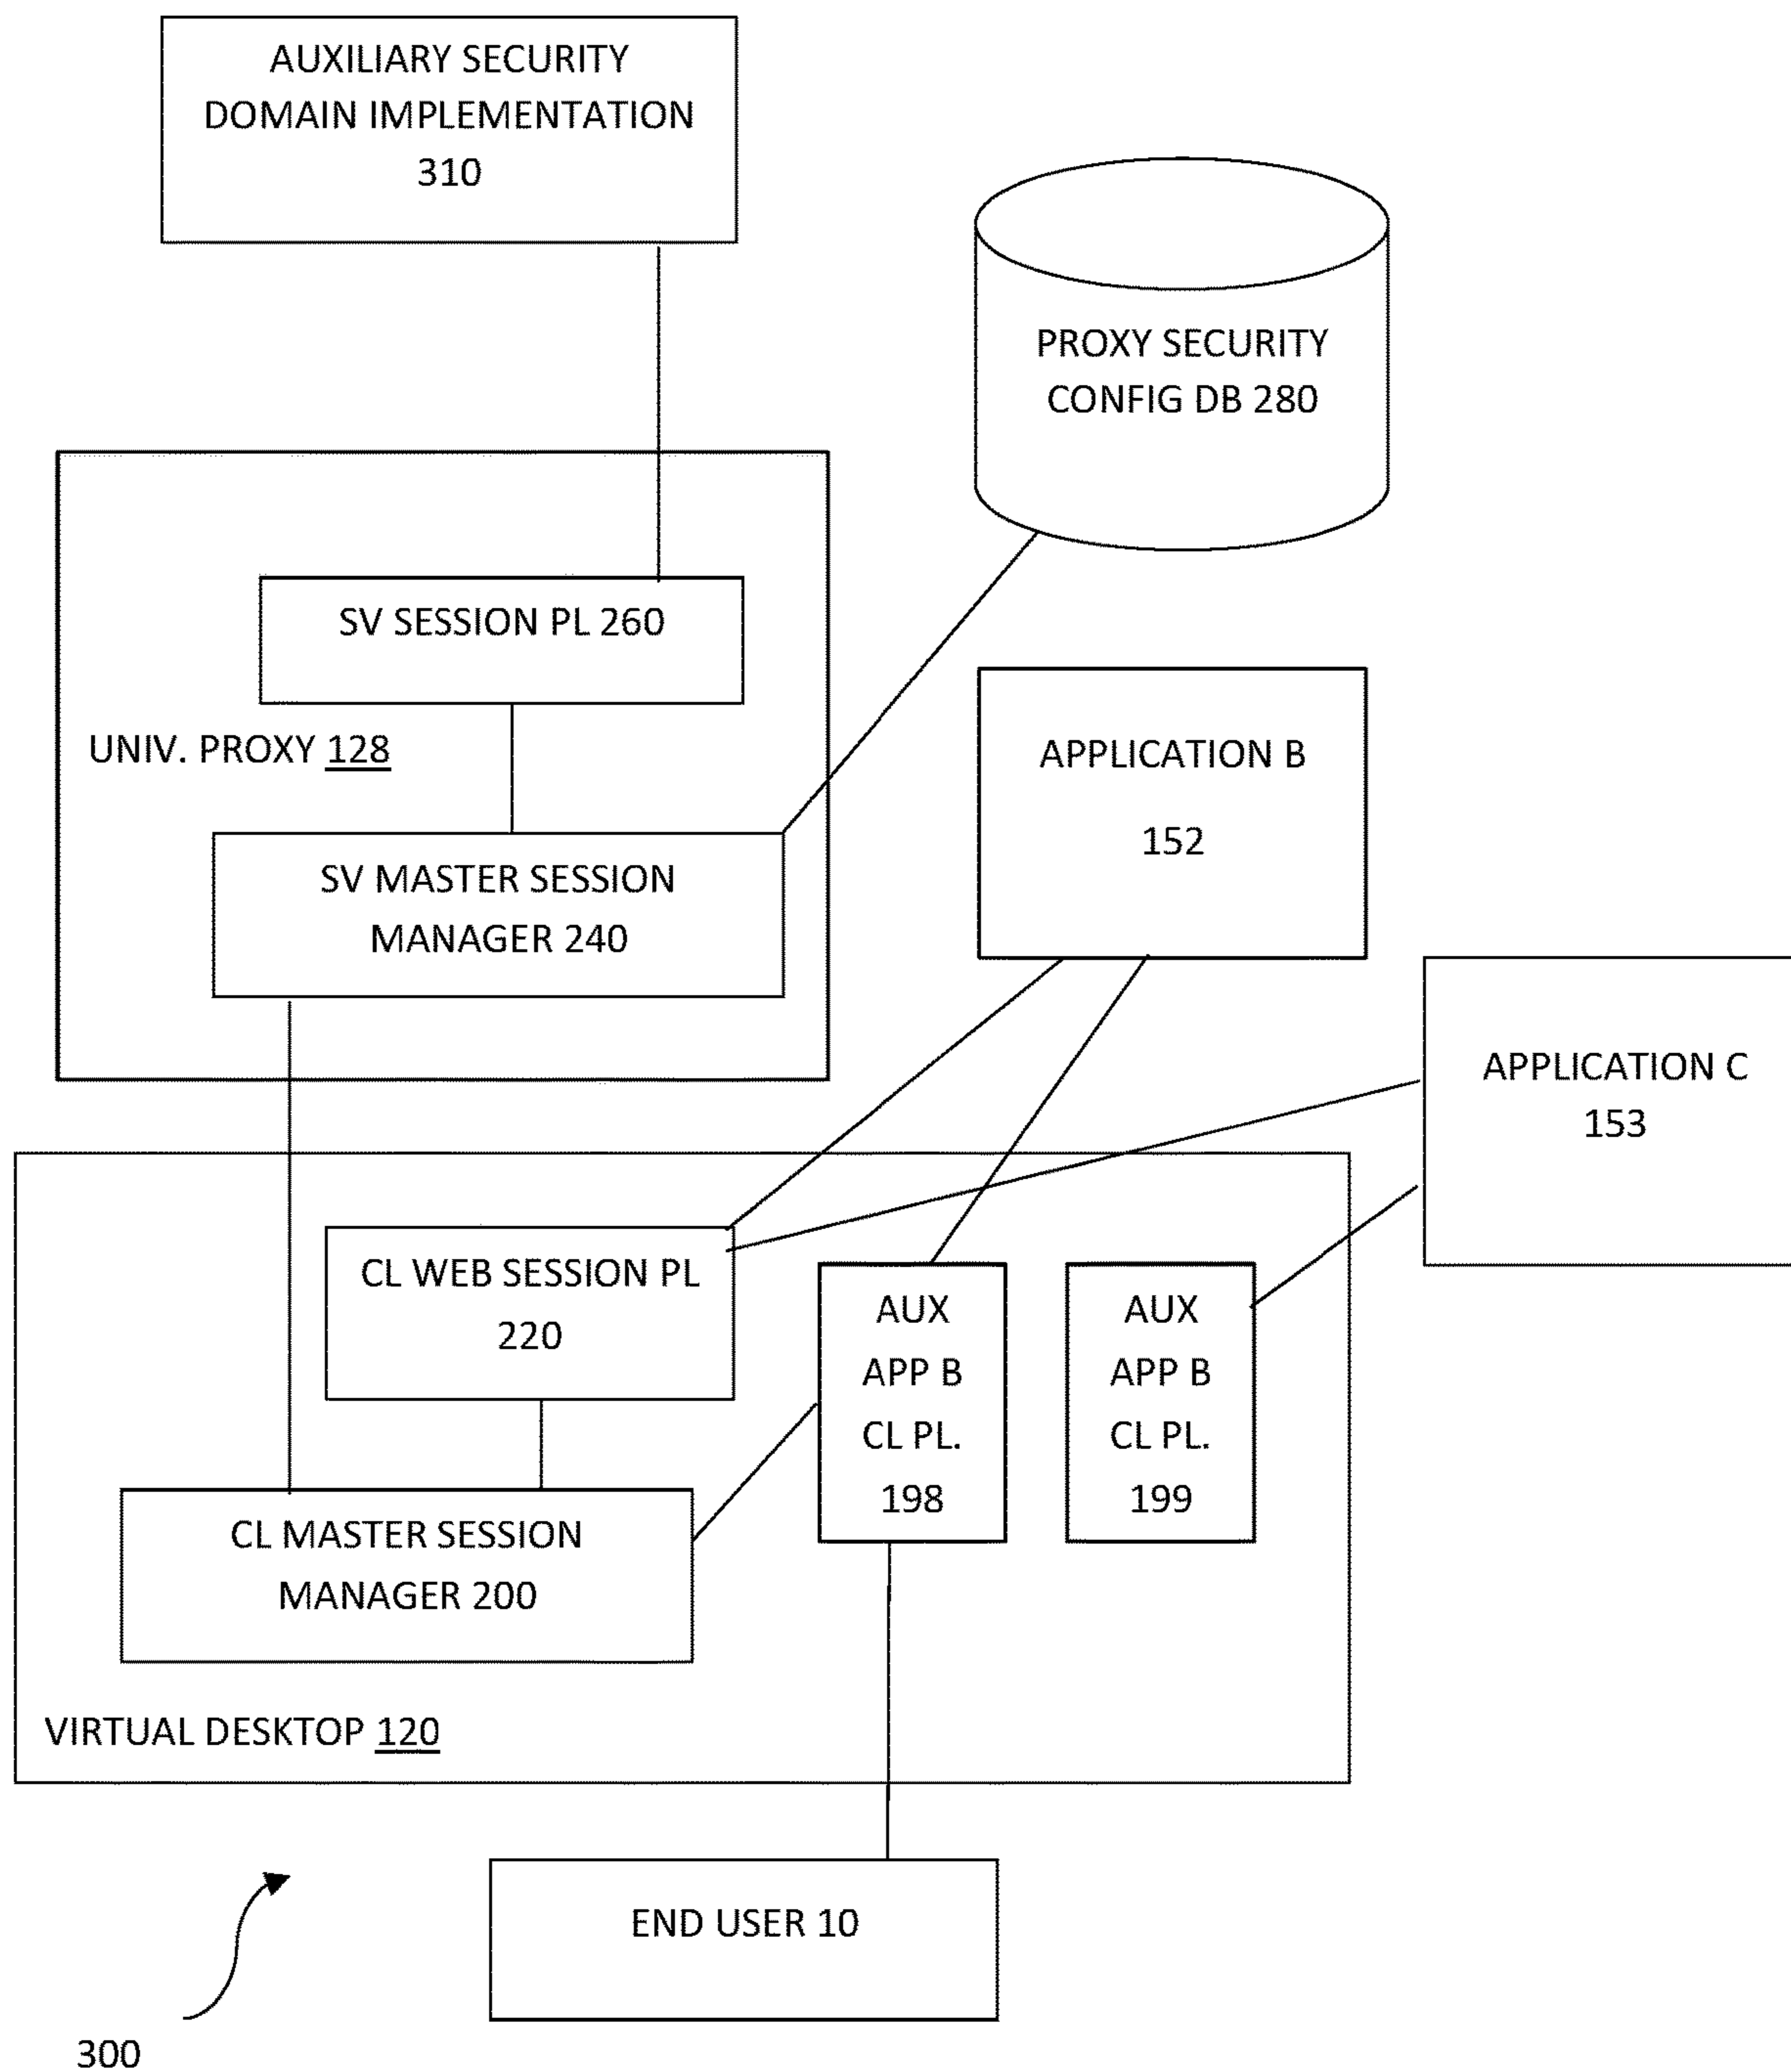 AUXILIARY SECURITY
DOMAIN IMPLEMENTATION
310
PROXY SECURITY
CONFIG DB 280
SV SESSION PL 260
UNIV. PROXY 128
SV MASTER SESSION
MANAGER 240
APPLICATION B
152
APPLICATION C
153
CL WEB SESSION PL
220
AUX
APP B
CL PL.
198
AUX
APP B
CL PL.
199
CL MASTER SESSION
MANAGER 200
VIRTUAL DESKTOP 120
END USER 10
300